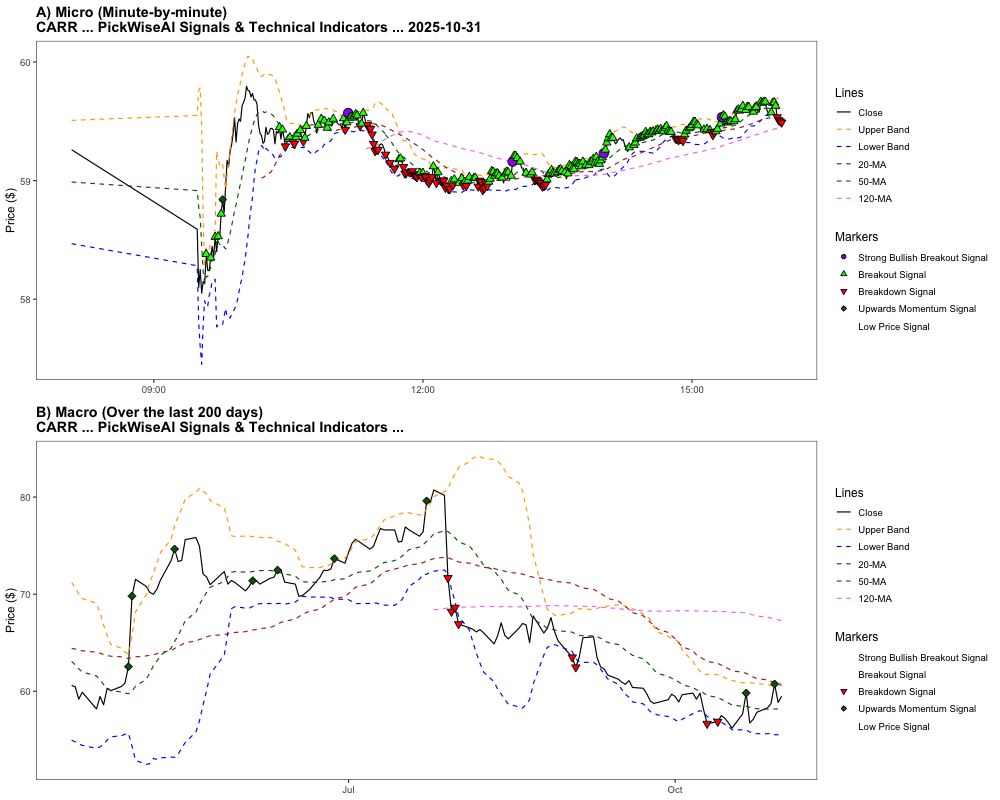 A) Micro (Minute-by-minute)
CARR ... PickWiseAI Signals & Technical Indicators ... 2025-10-31
Price ($)
60
59
58
09:00
12:00
15:00
Lines
Close
Upper Band
Lower Band
20-MA
50-MA
120-MA
Markers
Strong Bullish Breakout Signal
Breakout Signal
Breakdown Signal
Upwards Momentum Signal
Low Price Signal
B) Macro (Over the last 200 days)
CARR ... PickWiseAI Signals & Technical Indicators ...
Price ($)
80
70
60
Jul
Oct
Lines
Close
Upper Band
Lower Band
20-MA
50-MA
120-MA
Markers
Strong Bullish Breakout Signal
Breakout Signal
Breakdown Signal
Upwards Momentum Signal
Low Price Signal